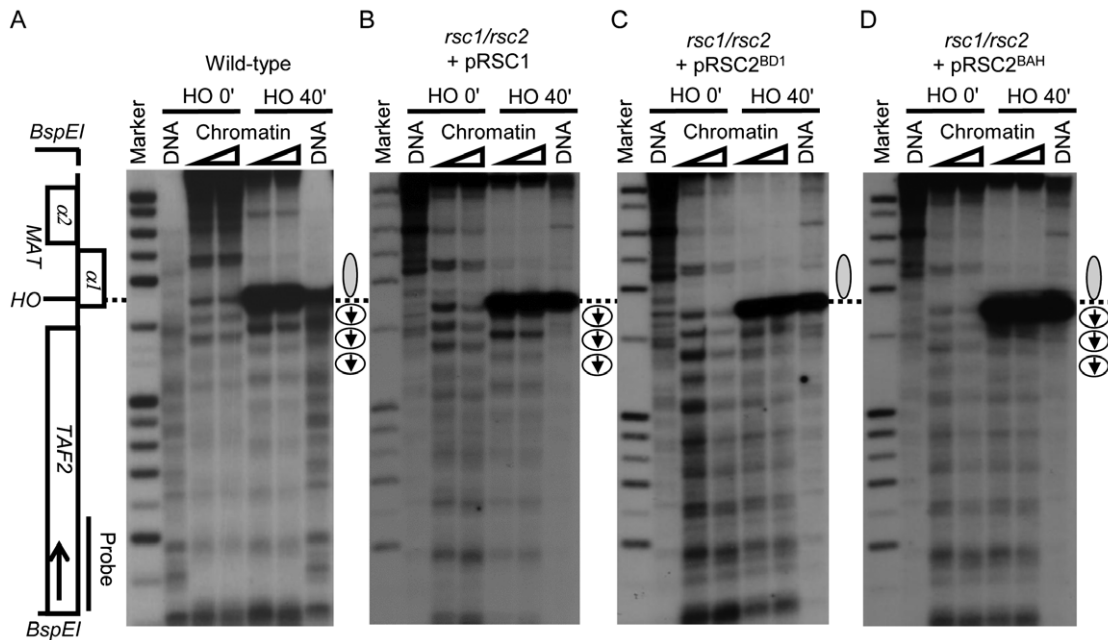 A
Wild-type
HO 0' HO 40'
Marker
DNA
Chromatin
DNA
BspEI
α2
MAT
α1
HO
TAF2
Probe
BspEI
B
rsc1/rsc2
+ pRSC1
HO 0' HO 40'
Marker
DNA
Chromatin
DNA
C
rsc1/rsc2
+ pRSC2BD1
HO 0' HO 40'
Marker
DNA
Chromatin
DNA
D
rsc1/rsc2
+ pRSC2BAH
HO 0' HO 40'
Marker
DNA
Chromatin
DNA